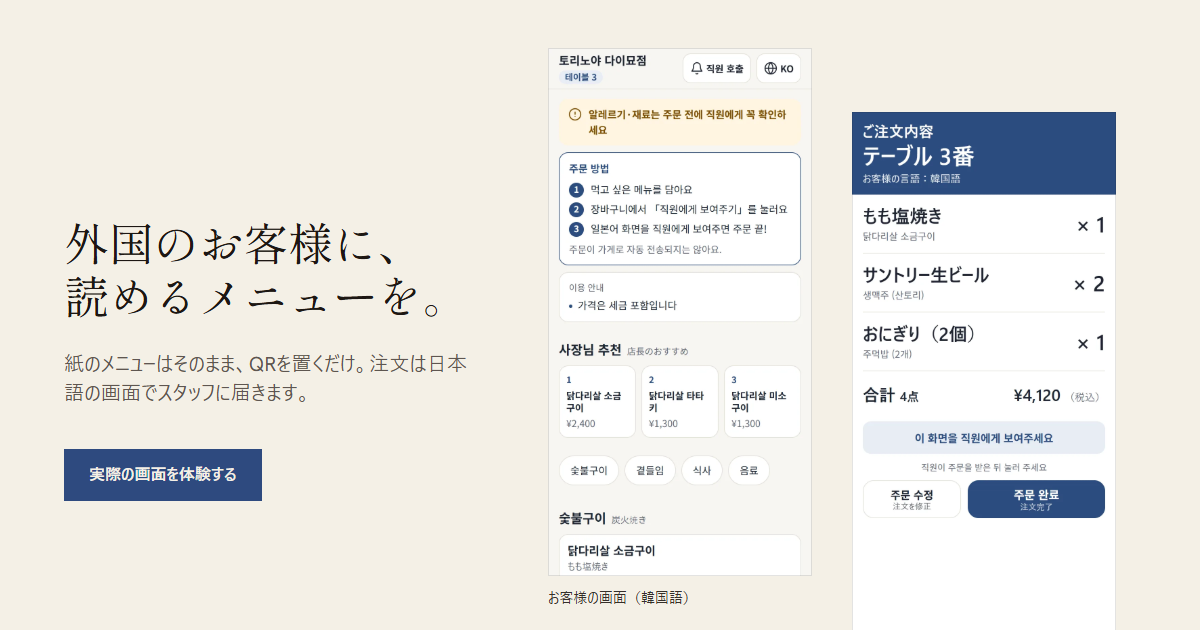 外国のお客様に、
読めるメニューを。
紙のメニューはそのまま、QRを置くだけ。注文は日本
語の画面でスタッフに届きます。
実際の画面を体験する
토리노야 다이묘점
테이블 3
직원 호출
KO
알레르기·재료는 주문 전에 직원에게 꼭 확인하
세요
주문 방법
1 먹고 싶은 메뉴를 담아요
2 장바구니에서 「직원에게 보여주기」를 눌러요
3 일본어 화면을 직원에게 보여주면 주문 끝!
주문이 가게로 자동 전송되지는 않아요.
이용 안내
• 가격은 세금 포함입니다
사장님 추천 店長のおすすめ
1
닭다리살 소금
구이
¥2,400
2
닭다리살 타타
키
¥1,300
3
닭다리살 미소
구이
¥1,300
숯불구이
곁들임
식사
음료
숯불구이 炭火焼き
닭다리살 소금구이
もも塩焼き
お客様の画面（韓国語）
ご注文内容
テーブル 3番
お客様の言語：韓国語
もも塩焼き × 1
닭다리살 소금구이
サントリー生ビール × 2
생맥주 (산토리)
おにぎり（2個） × 1
주먹밥 (2개)
合計 4点 ¥4,120 （税込）
이 화면을 직원에게 보여주세요
직원이 주문을 받은 뒤 눌러 주세요
주문 수정
注文を修正
주문 완료
注文完了